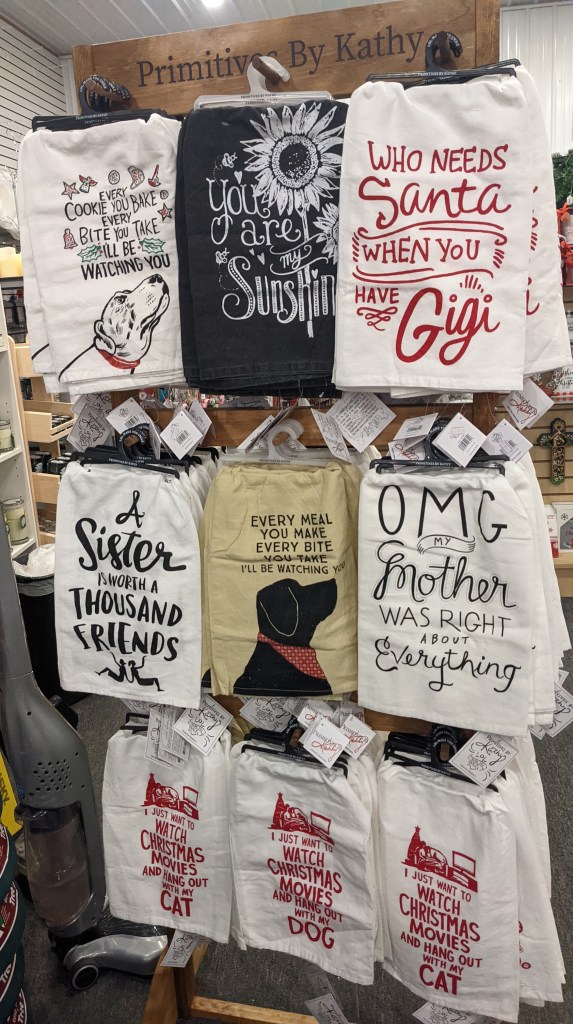 Primitives By Kathy
EVERY
COOKIE YOU BAKE
EVERY
BITE YOU TAKE
I'LL BE
WATCHING YOU
You
are
my
Sunshine
WHO NEEDS
Santa
WHEN YOU
HAVE
Gigi
A
Sister
IS WORTH A
THOUSAND
FRIENDS
EVERY MEAL
YOU MAKE
EVERY BITE
YOU TAKE
I'LL BE WATCHING YOU
OMG
MY
Mother
WAS RIGHT
ABOUT
Everything
I JUST WANT TO
WATCH
CHRISTMAS
MOVIES
AND HANG OUT
WITH MY
CAT
I JUST WANT TO
WATCH
CHRISTMAS
MOVIES
AND HANG OUT
WITH MY
DOG
I JUST WANT TO
WATCH
CHRISTMAS
MOVIES
AND HANG OUT
WITH MY
CAT